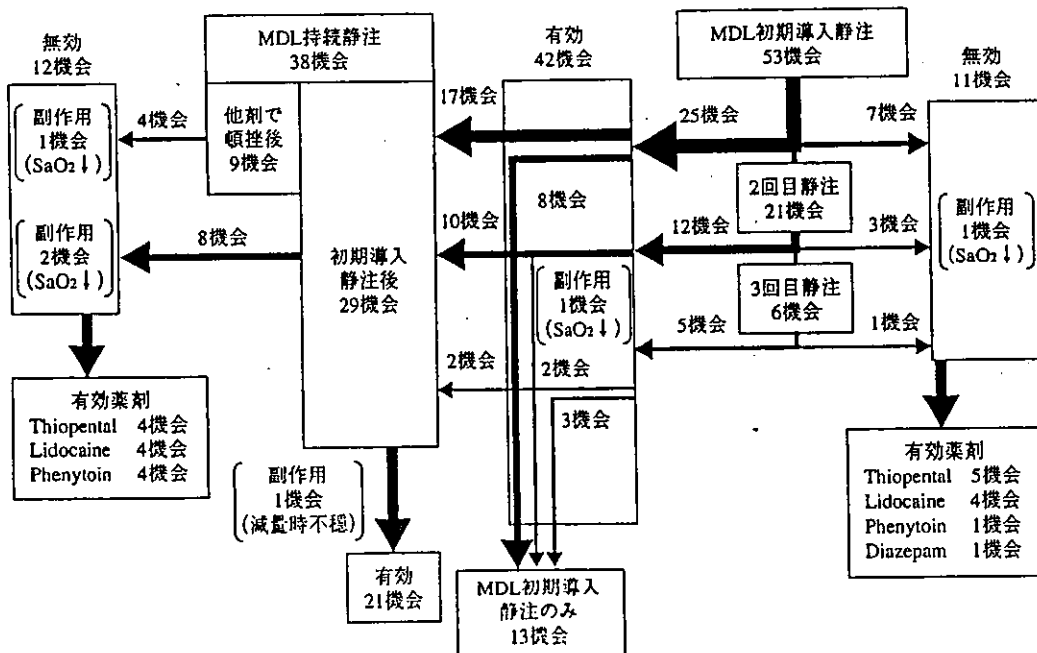 MDL初期導入静注
53機会
無効
11機会
25機会
7機会
2回目静注
21機会
12機会
3機会
3回目静注
6機会
5機会
1機会
副作用
1機会
(SaO₂↓)
有効薬剤
Thiopental 5機会
Lidocaine 4機会
Phenytoin 1機会
Diazepam 1機会
有効
42機会
17機会
8機会
10機会
副作用
1機会
(SaO₂↓)
2機会
2機会
3機会
MDL初期導入
静注のみ
13機会
MDL持続静注
38機会
他剤で
頓挫後
9機会
初期導入
静注後
29機会
4機会
8機会
副作用
1機会
(減量時不穏)
有効
21機会
無効
12機会
副作用
1機会
(SaO₂↓)
副作用
2機会
(SaO₂↓)
有効薬剤
Thiopental 4機会
Lidocaine 4機会
Phenytoin 4機会